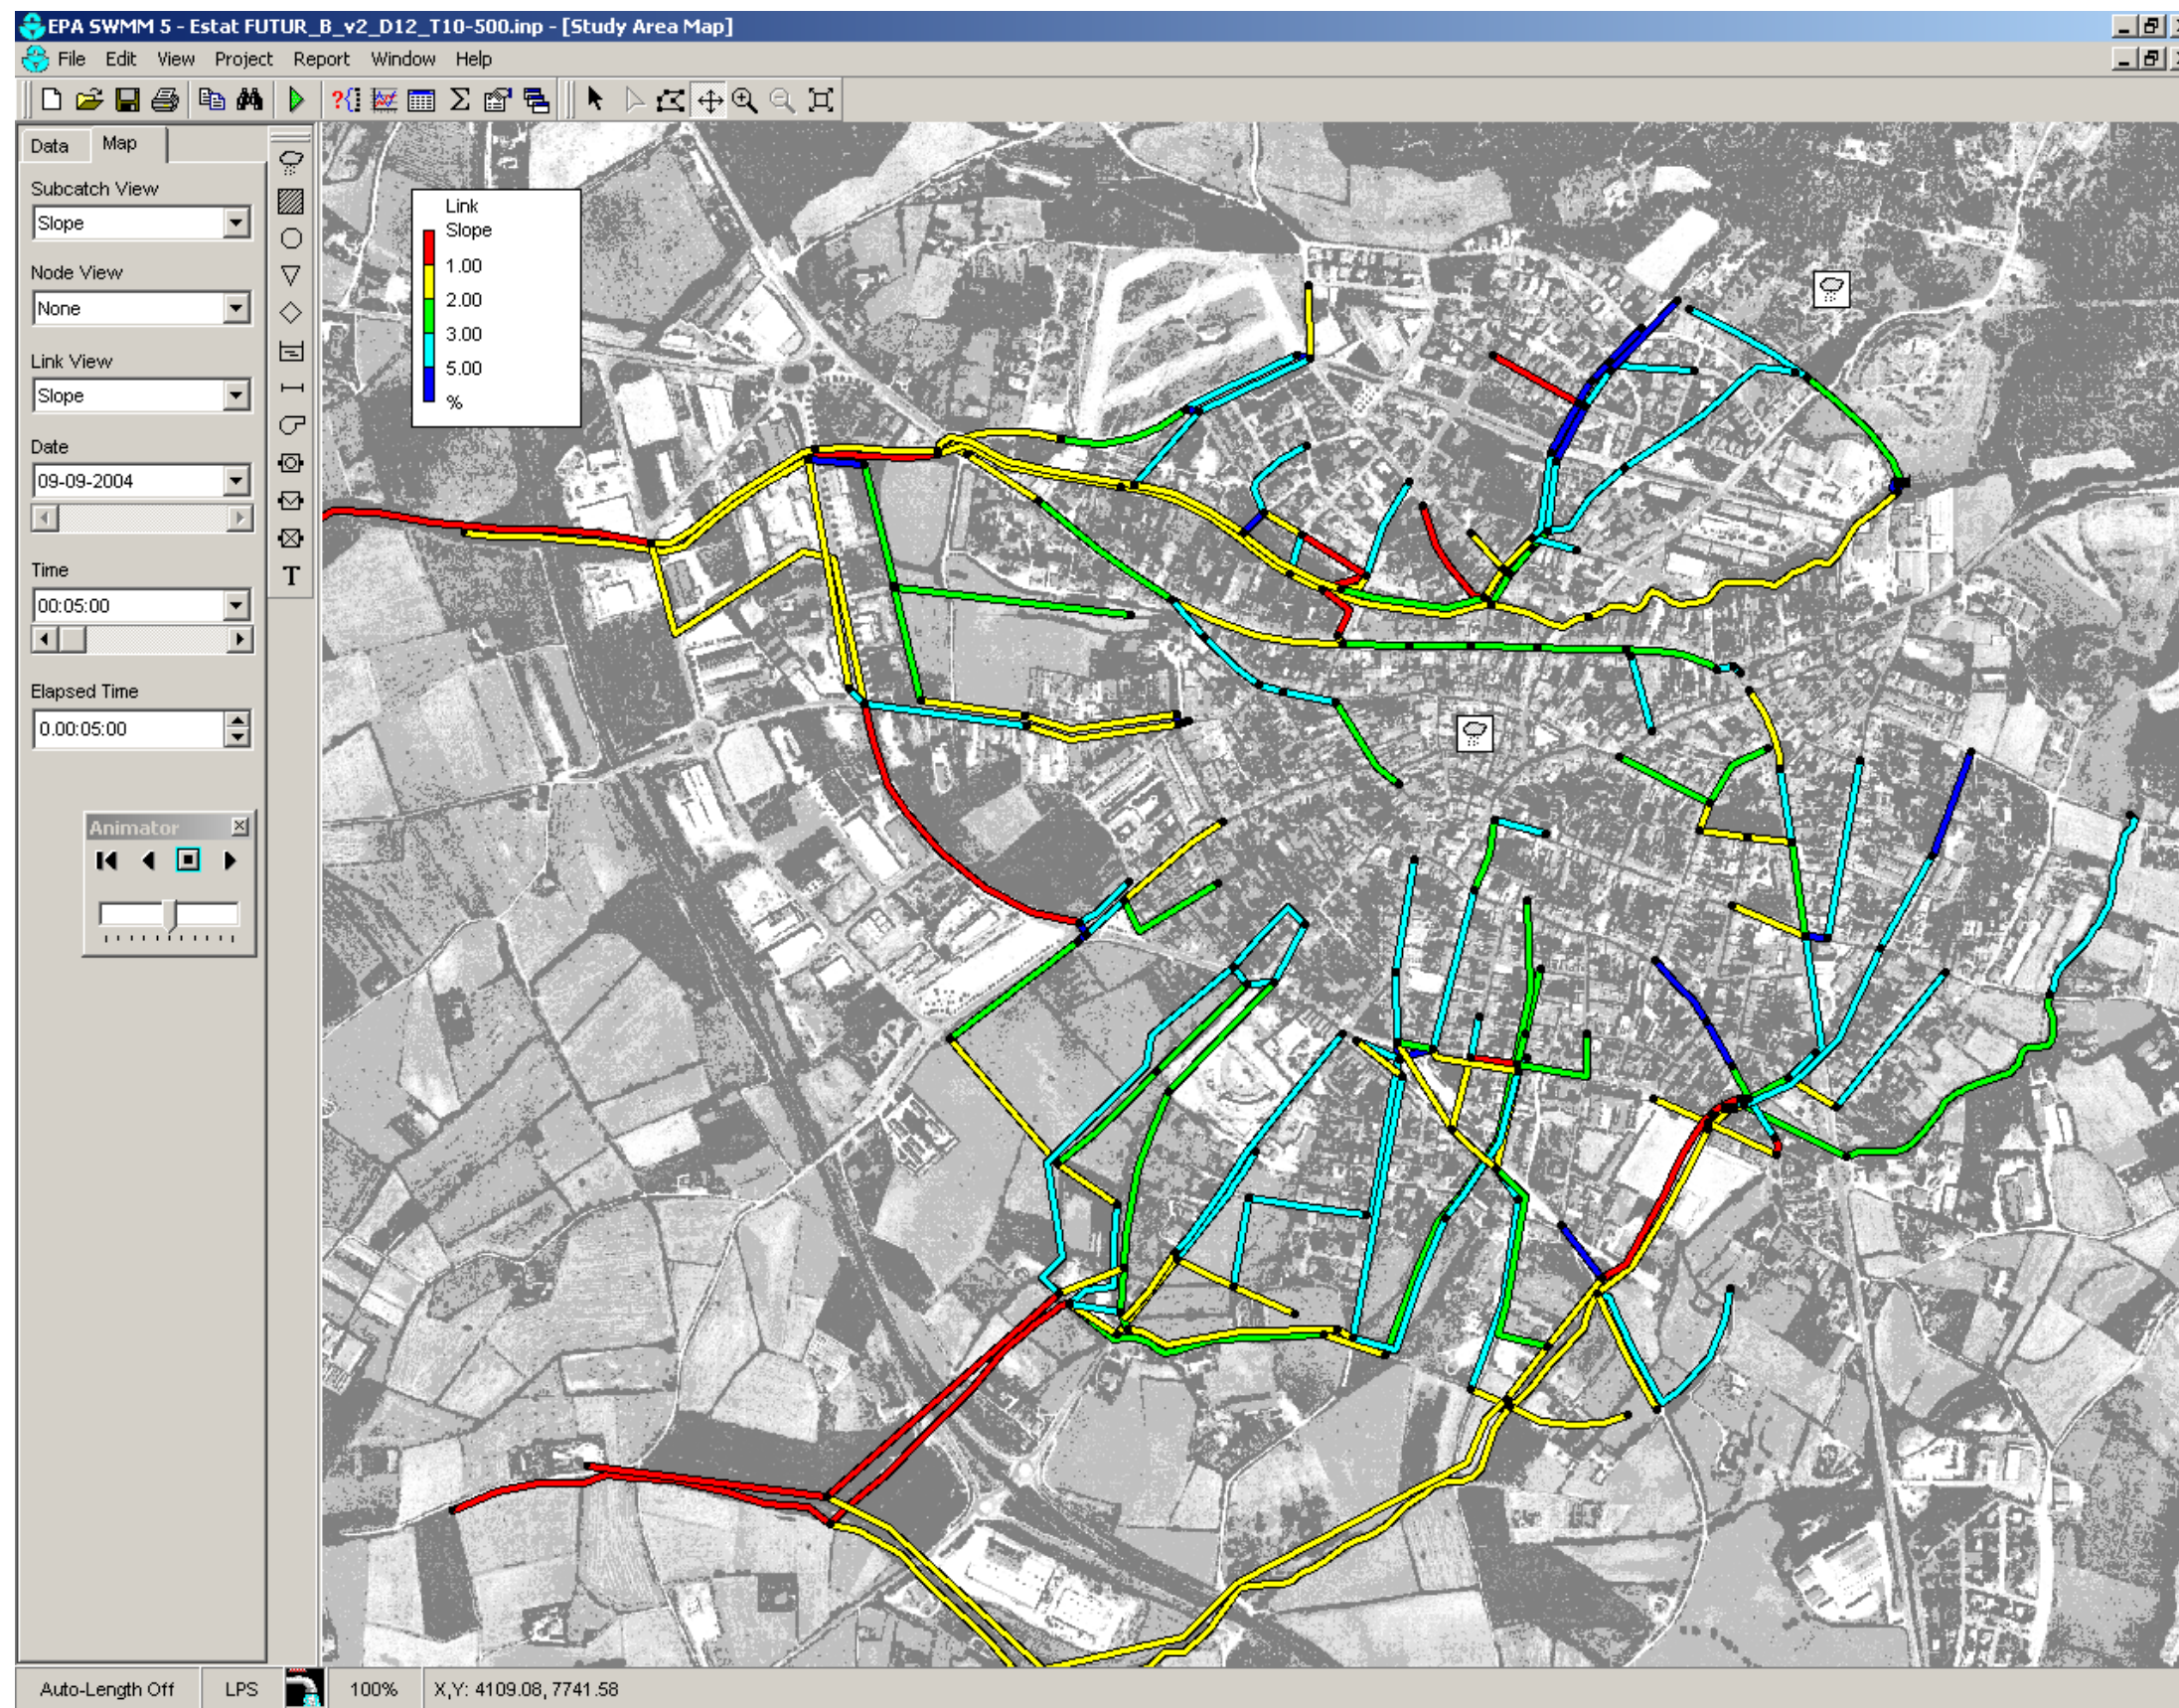 EPA SWMM 5 - Estat FUTUR_B_v2_D12_T10-500.inp - [Study Area Map]
File Edit View Project Report Window Help
Data Map
Subcatch View
Slope
Node View
None
Link View
Slope
Date
09-09-2004
Time
00:05:00
Elapsed Time
0.00:05:00
Animator
T
Link
Slope
1.00
2.00
3.00
5.00
%
Auto-Length Off LPS 100% X,Y: 4109.08, 7741.58